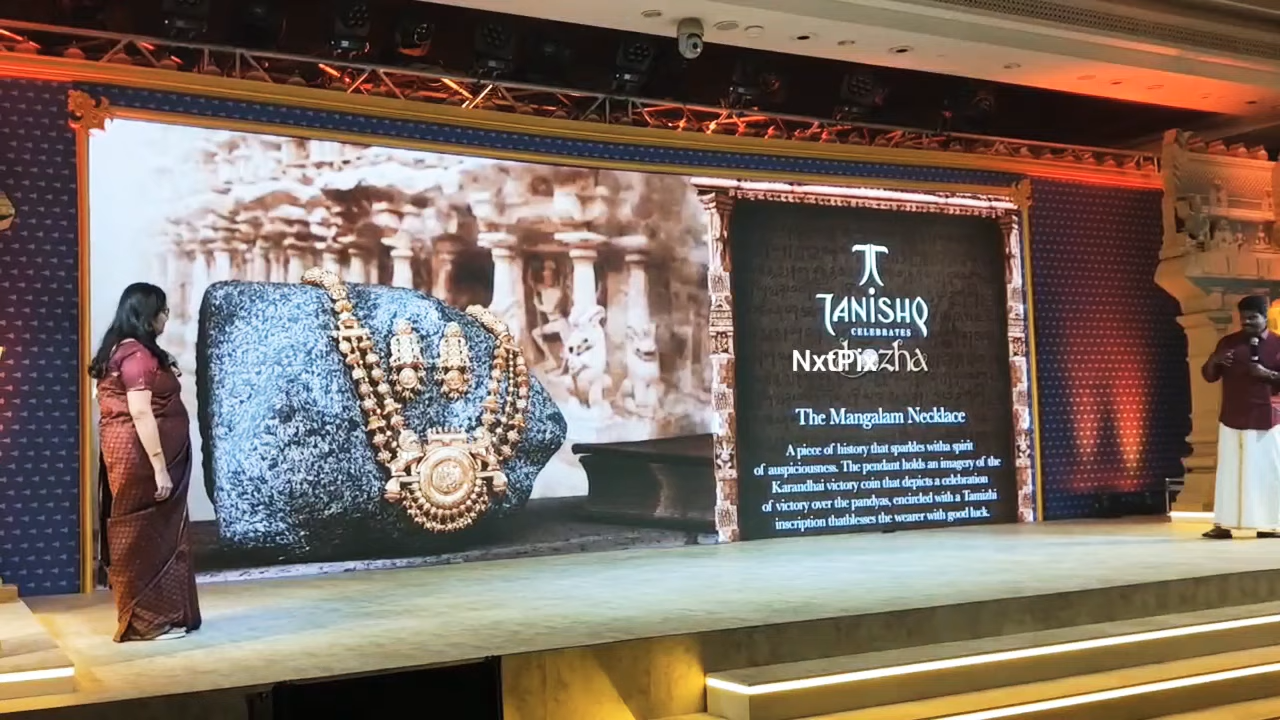 TANISHQ
CELEBRATES
NxtPix
The Mangalam Necklace
A piece of history that sparkles witha spirit
of auspiciousness. The pendant holds an imagery of the
Karandhai victory coin that depicts a celebration
of victory over the pandyas, encircled with a Tamizhi
inscription thatblesses the wearer with good luck.